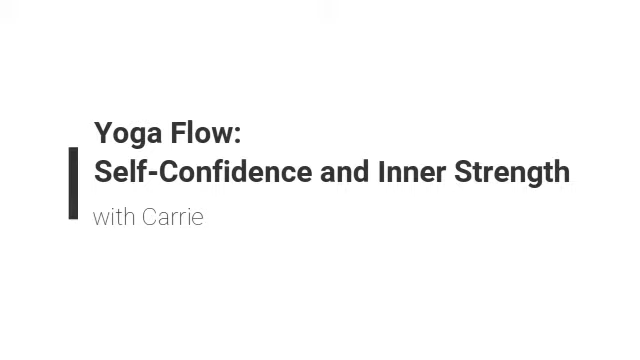 Yoga Flow:
Self-Confidence and Inner Strength
with Carrie